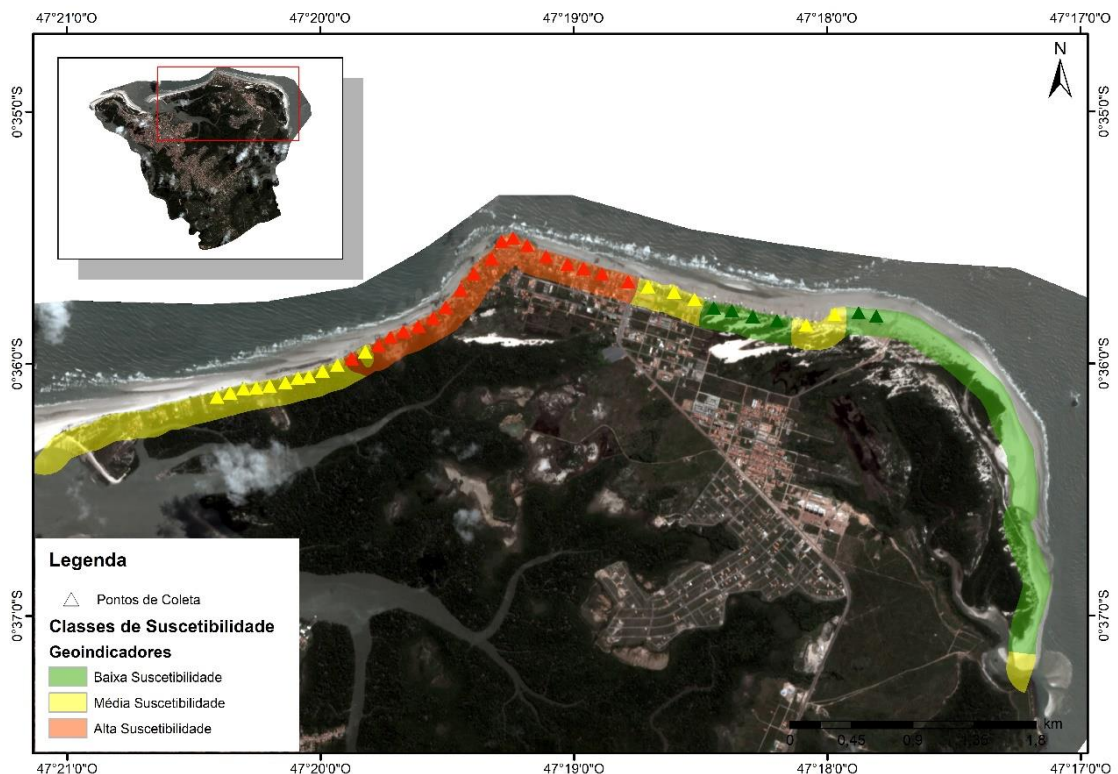 47°21'0"O 47°20'0"O 47°19'0"O 47°18'0"O 47°17'0"O
N
0°35'0"S 0°35'0"S
0°36'0"S 0°36'0"S
0°37'0"S 0°37'0"S
Legenda
Pontos de Coleta
Classes de Suscetibilidade
Geoindicadores
Baixa Suscetibilidade
Média Suscetibilidade
Alta Suscetibilidade
km
0 0,45 0,9 1,35 1,8
47°21'0"O 47°20'0"O 47°19'0"O 47°18'0"O 47°17'0"O